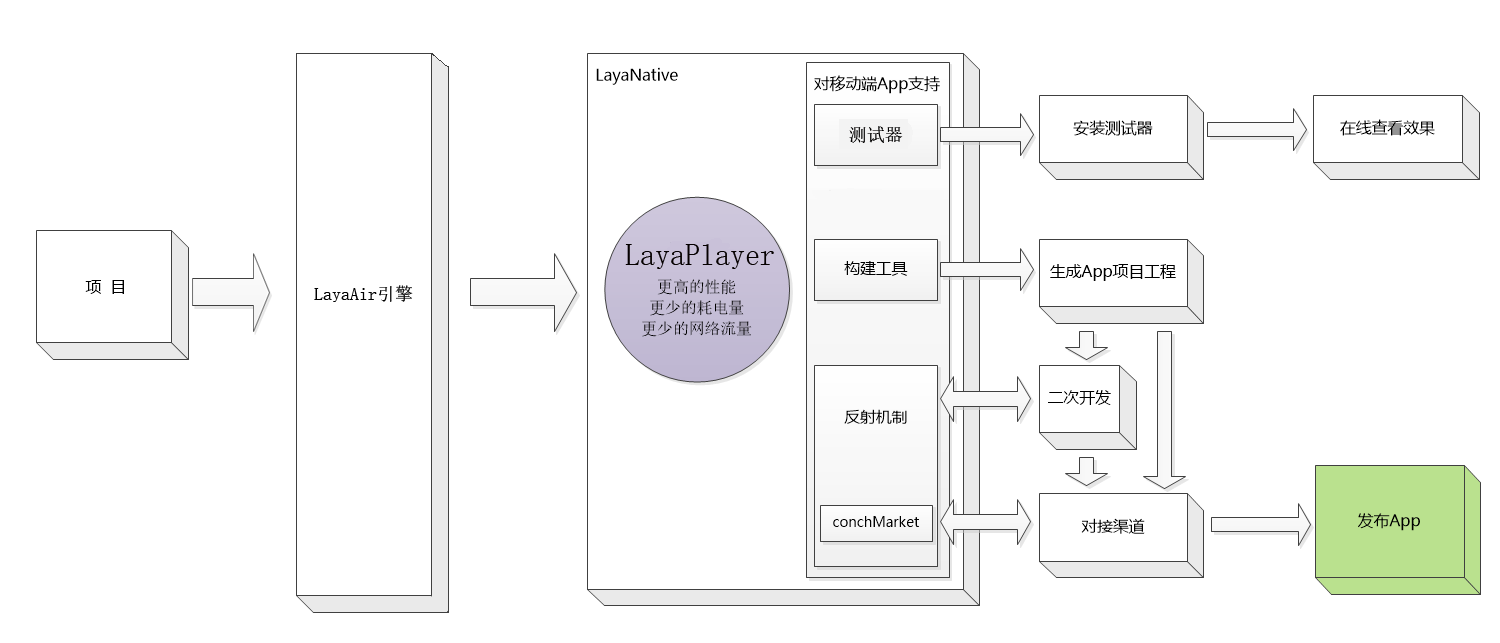 项 目
LayaAir引擎
LayaNative
LayaPlayer
更高的性能
更少的耗电量
更少的网络流量
对移动端App支持
测试器
构建工具
反射机制
conchMarket
安装测试器
在线查看效果
生成App项目工程
二次开发
对接渠道
发布App